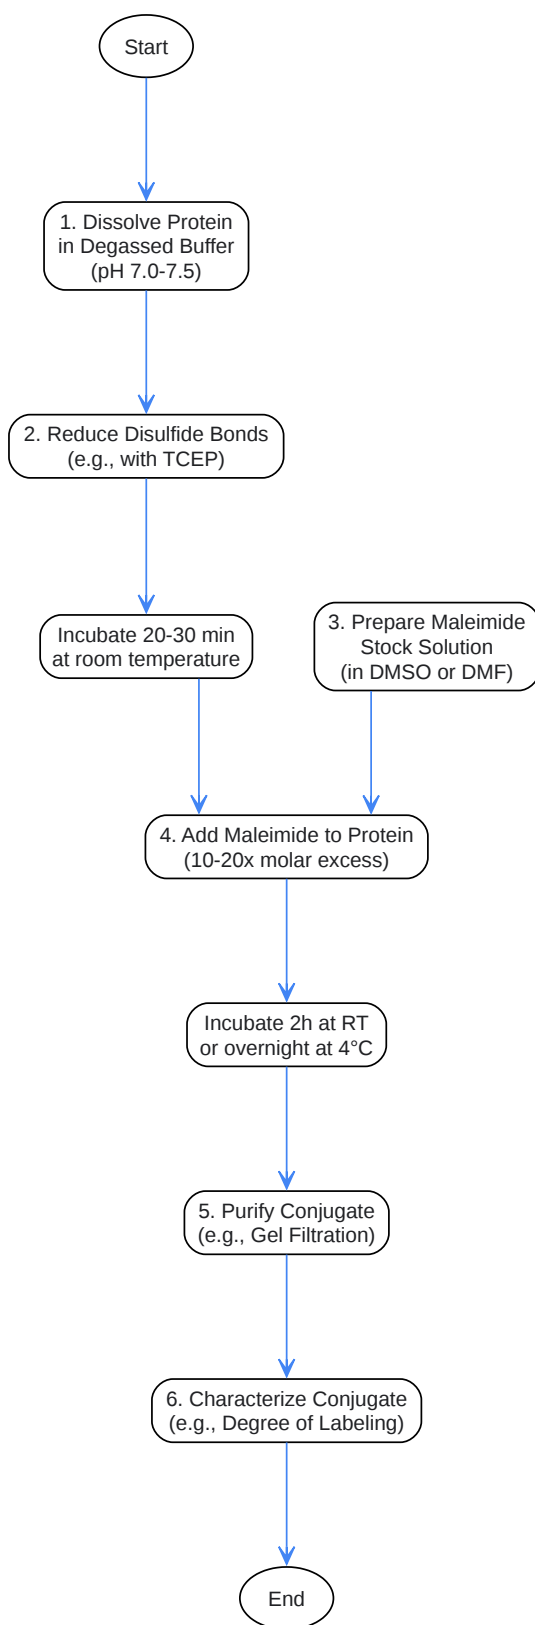 Start
1. Dissolve Protein
in Degassed Buffer
(pH 7.0-7.5)
2. Reduce Disulfide Bonds
(e.g., with TCEP)
Incubate 20-30 min
at room temperature
3. Prepare Maleimide
Stock Solution
(in DMSO or DMF)
4. Add Maleimide to Protein
(10-20x molar excess)
Incubate 2h at RT
or overnight at 4°C
5. Purify Conjugate
(e.g., Gel Filtration)
6. Characterize Conjugate
(e.g., Degree of Labeling)
End